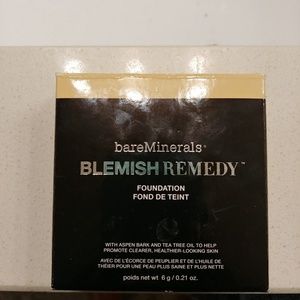 bareMinerals®
BLEMISH REMEDY™
FOUNDATION
FOND DE TEINT
WITH ASPEN BARK AND TEA TREE OIL TO HELP
PROMOTE CLEARER, HEALTHIER-LOOKING SKIN
AVEC DE L'ÉCORCE DE PEUPLIER ET DE L'HUILE DE
THÉIER POUR UNE PEAU PLUS SAINE ET PLUS NETTE
poids net wt 6 g / 0.21 oz.